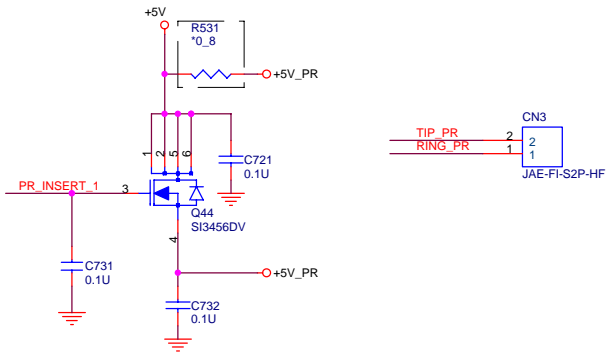 +5V
R531
*0_8
+5V_PR
CN3
TIP_PR
2
2
RING_PR
1
1
JAE-FI-S2P-HF
1
2
5
6
C721
0.1U
PR_INSERT_1
3
Q44
SI3456DV
4
C731
0.1U
+5V_PR
C732
0.1U